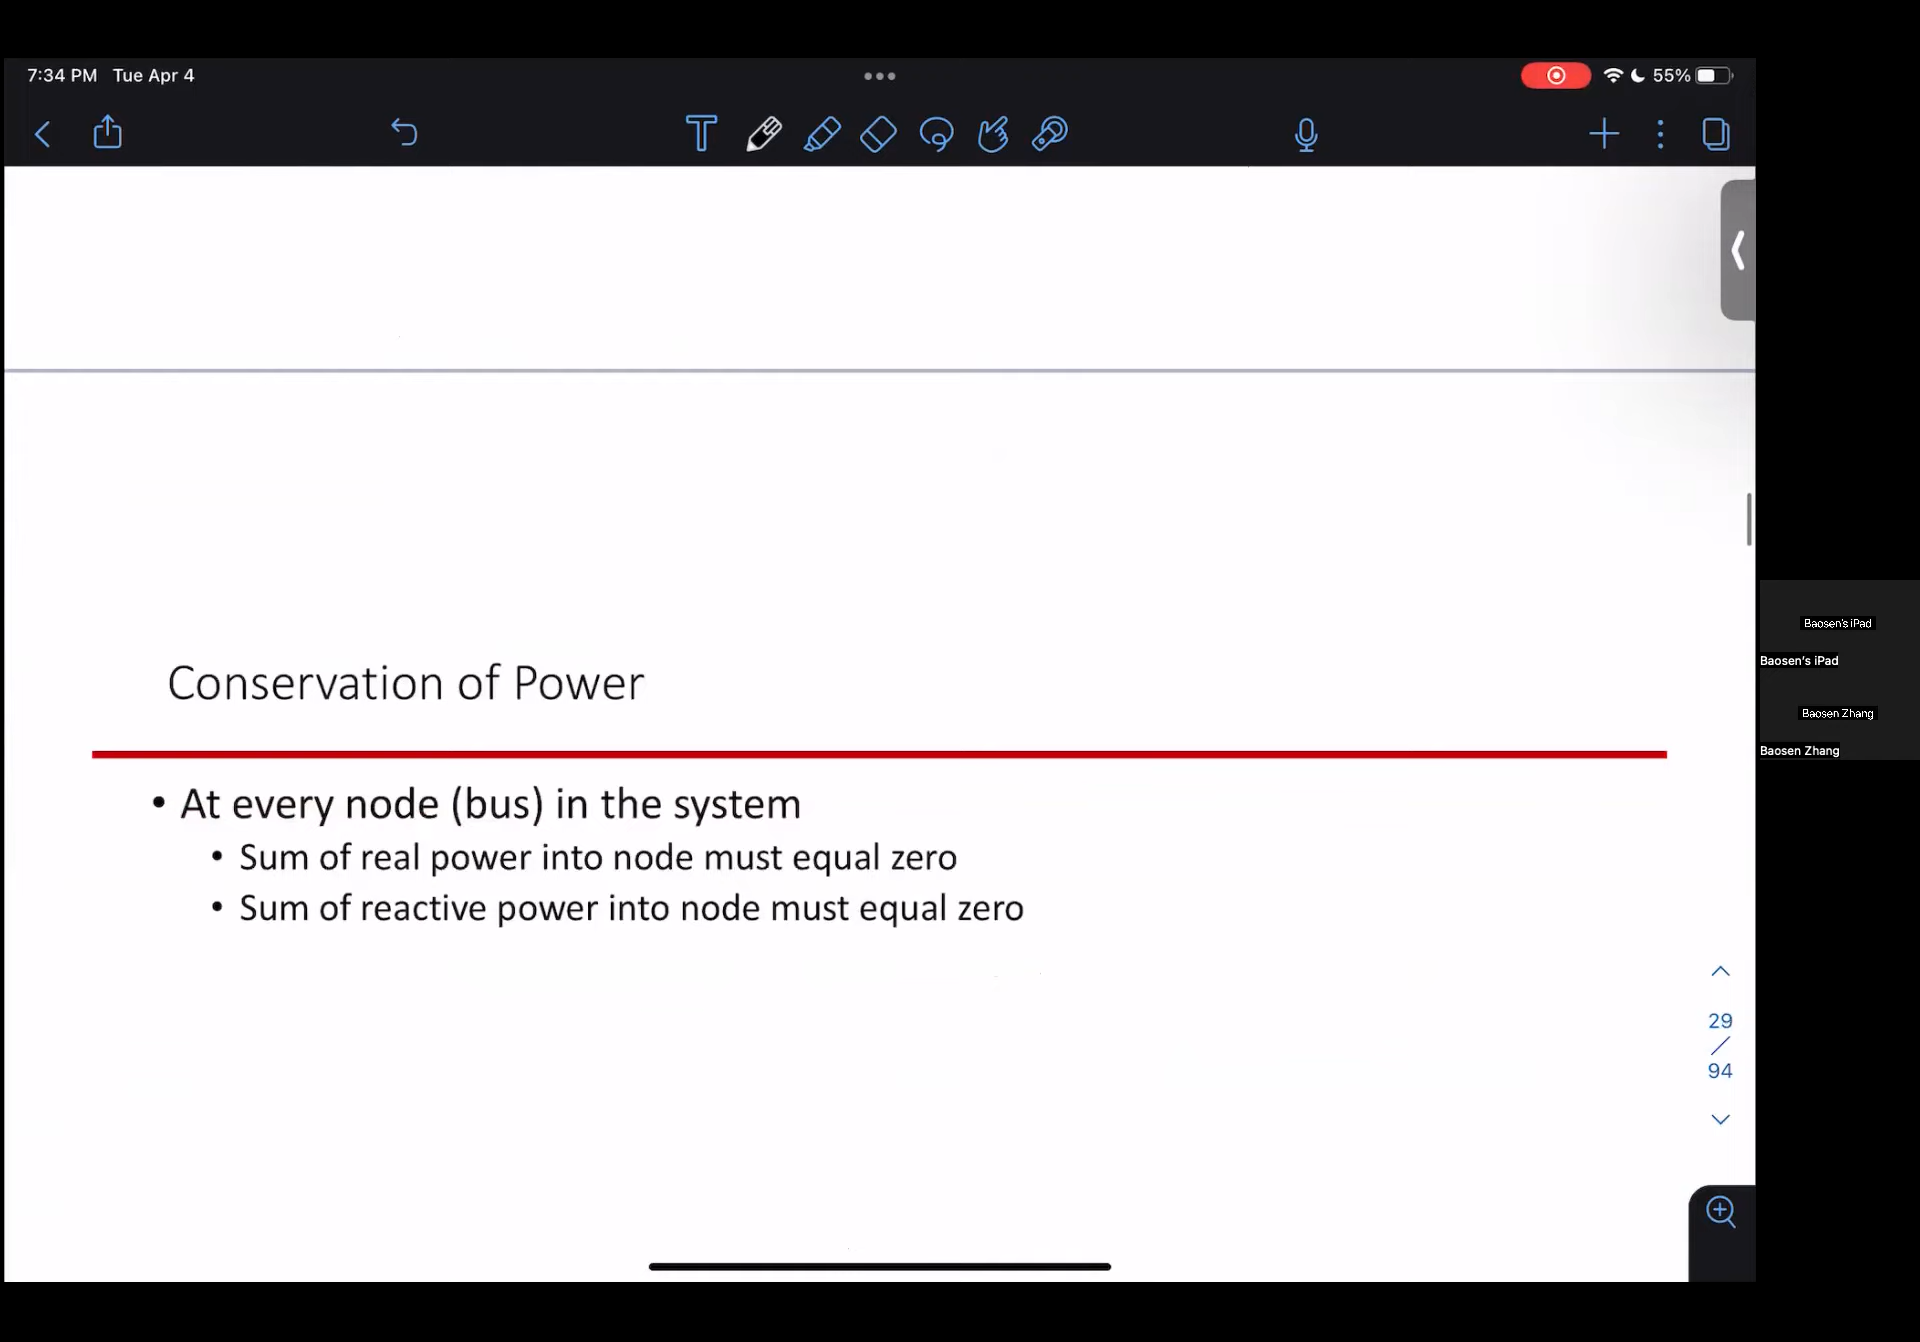 7:34 PM Tue Apr 4
55%
Conservation of Power
• At every node (bus) in the system
• Sum of real power into node must equal zero
• Sum of reactive power into node must equal zero
29
/
94
Baosen's iPad
Baosen's iPad
Baosen Zhang
Baosen Zhang